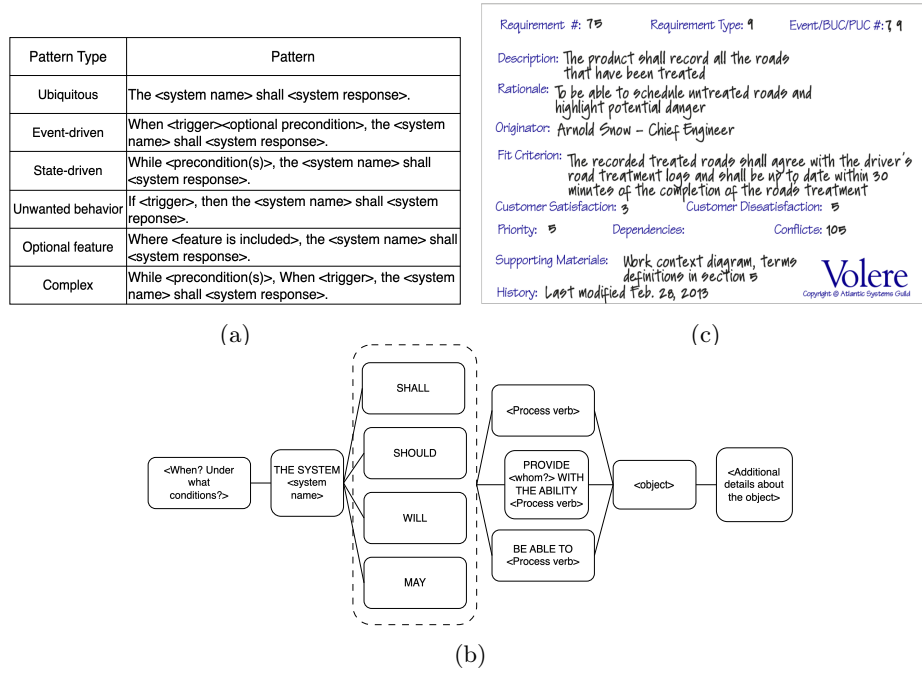 Pattern Type Pattern
Ubiquitous The <system name> shall <system response>.
Event-driven When <trigger><optional precondition>, the <system
name> shall <system response>.
State-driven While <precondition(s)>, the <system name> shall
<system response>.
Unwanted behavior If <trigger>, then the <system name> shall <system
reponse>.
Optional feature Where <feature is included>, the <system name> shall
<system response>.
Complex While <precondition(s)>, When <trigger>, the <system
name> shall <system response>.
(a)
Requirement #: 75 Requirement Type: 9 Event/BUC/PUC #: 7, 9
Description: The product shall record all the roads
that have been treated
Rationale: To be able to schedule untreated roads and
highlight potential danger
Originator: Arnold Snow – Chief Engineer
Fit Criterion: The recorded treated roads shall agree with the driver's
road treatment logs and shall be up to date within 30
minutes of the completion of the roads treatment
Customer Satisfaction: 3 Customer Dissatisfaction: 5
Priority: 5 Dependencies: Conflicts: 105
Supporting Materials: Work context diagram, terms
definitions in section 5
History: Last modified Feb. 28, 2013
Volere
Copyright © Atlantic Systems Guild
(c)
<When? Under
what
conditions?>
THE SYSTEM
<system
name>
SHALL
SHOULD
WILL
MAY
<Process verb>
PROVIDE
<whom?> WITH
THE ABILITY
<Process verb>
BE ABLE TO
<Process verb>
<object>
<Additional
details about
the object>
(b)